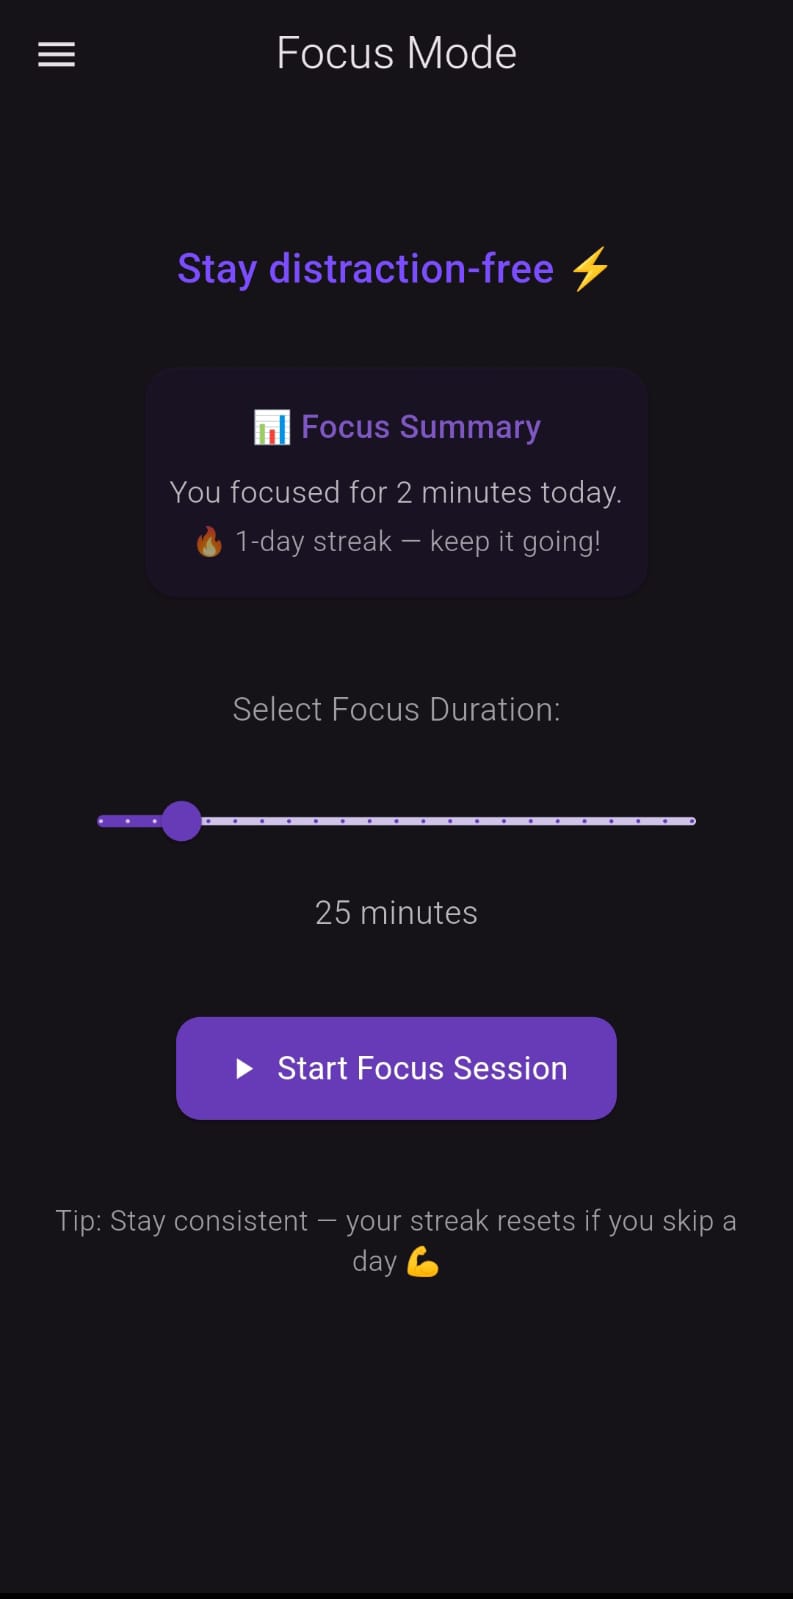 Focus Mode
Stay distraction-free ⚡
📊 Focus Summary
You focused for 2 minutes today.
🔥 1-day streak — keep it going!
Select Focus Duration:
25 minutes
Start Focus Session
Tip: Stay consistent — your streak resets if you skip a
day 💪